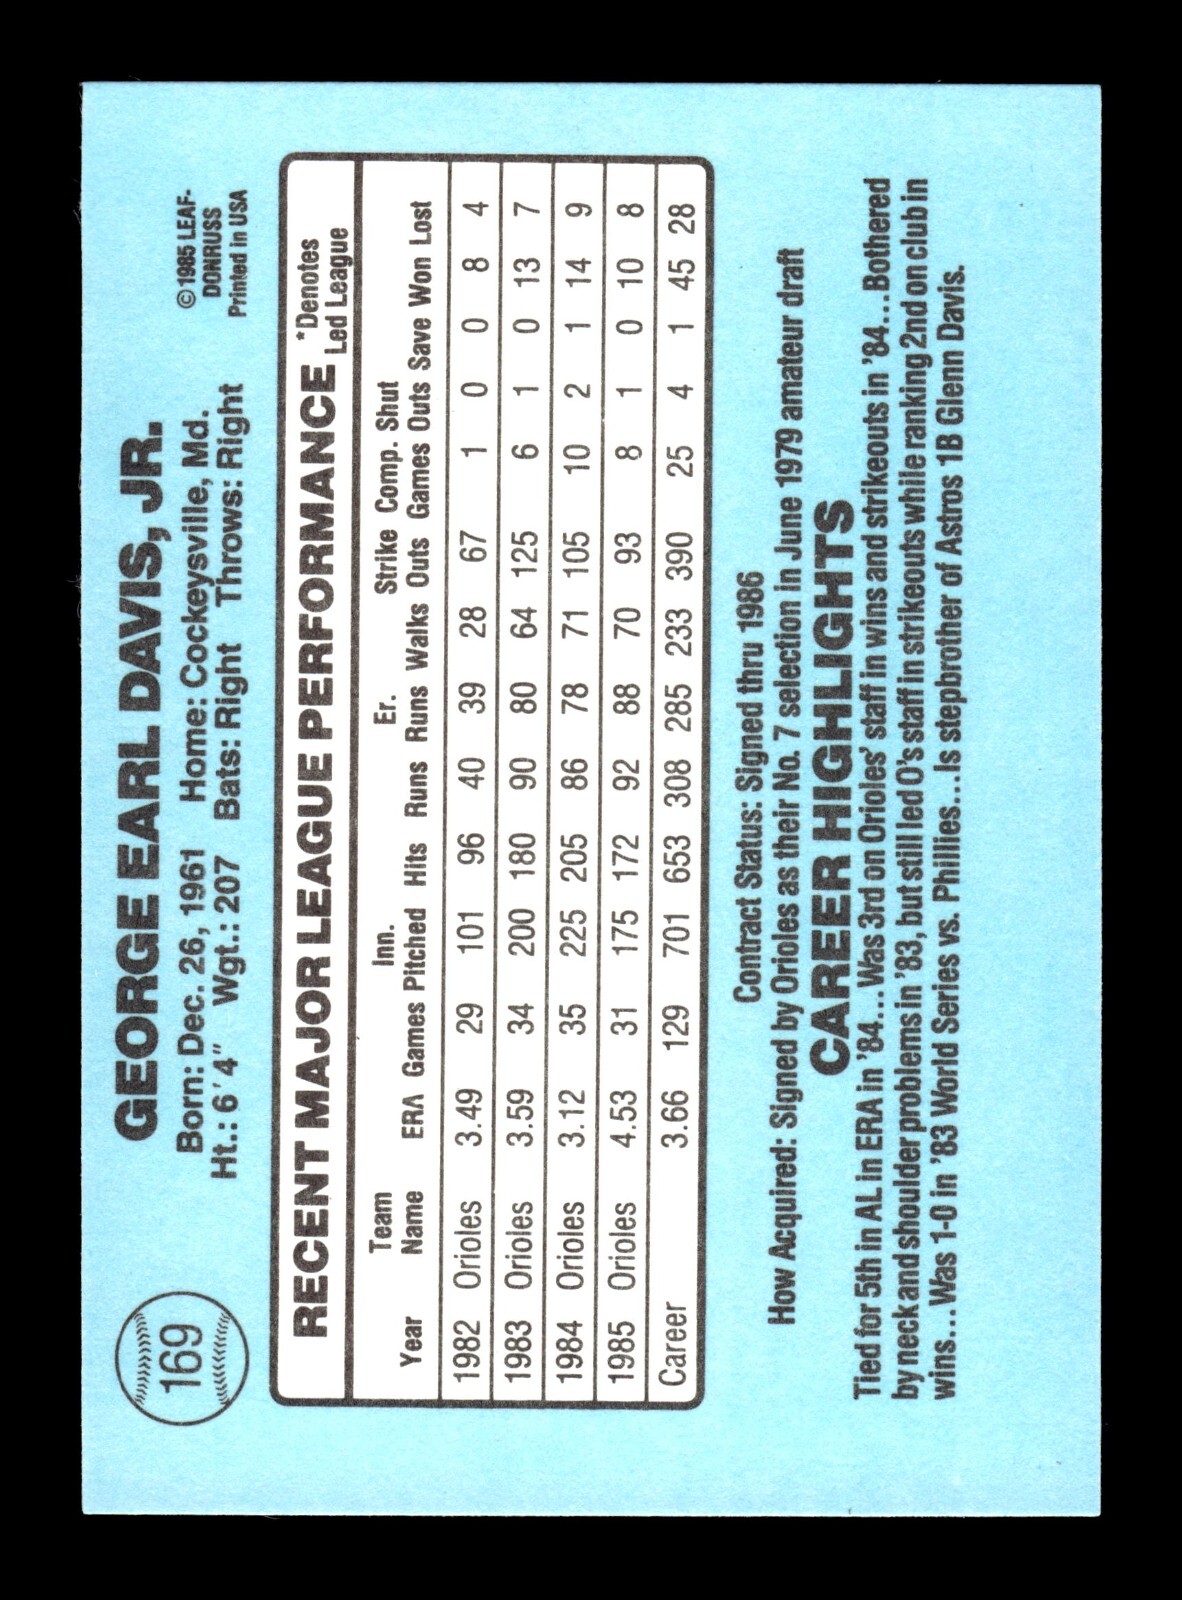 169
GEORGE EARL DAVIS, JR.
Born: Dec. 26, 1961 Home: Cockeysville, Md.
Ht.: 6'4" Wgt.: 207 Bats: Right Throws: Right
©1985 LEAF-
DONRUSS
Printed in USA
RECENT MAJOR LEAGUE PERFORMANCE
*Denotes
Led League
Team Inn. Er. Strike Comp. Shut
Year Name ERA Games Pitched Hits Runs Runs Walks Outs Games Outs Save Won Lost
1982 Orioles 3.49 29 101 96 40 39 28 67 1 0 0 8 4
1983 Orioles 3.59 34 200 180 90 80 64 125 6 1 0 13 7
1984 Orioles 3.12 35 225 205 86 78 71 105 10 2 1 14 9
1985 Orioles 4.53 31 175 172 92 88 70 93 8 1 0 10 8
Career 3.66 129 701 653 308 285 233 390 25 4 1 45 28
Contract Status: Signed thru 1986
How Acquired: Signed by Orioles as their No. 7 selection in June 1979 amateur draft
CAREER HIGHLIGHTS
Tied for 5th in AL in ERA in '84...Was 3rd on Orioles' staff in wins and strikeouts in '84...Bothered
by neck and shoulder problems in '83, but still led O's staff in strikeouts while ranking 2nd on club in
wins...Was 1-0 in '83 World Series vs. Phillies...Is stepbrother of Astros 1B Glenn Davis.